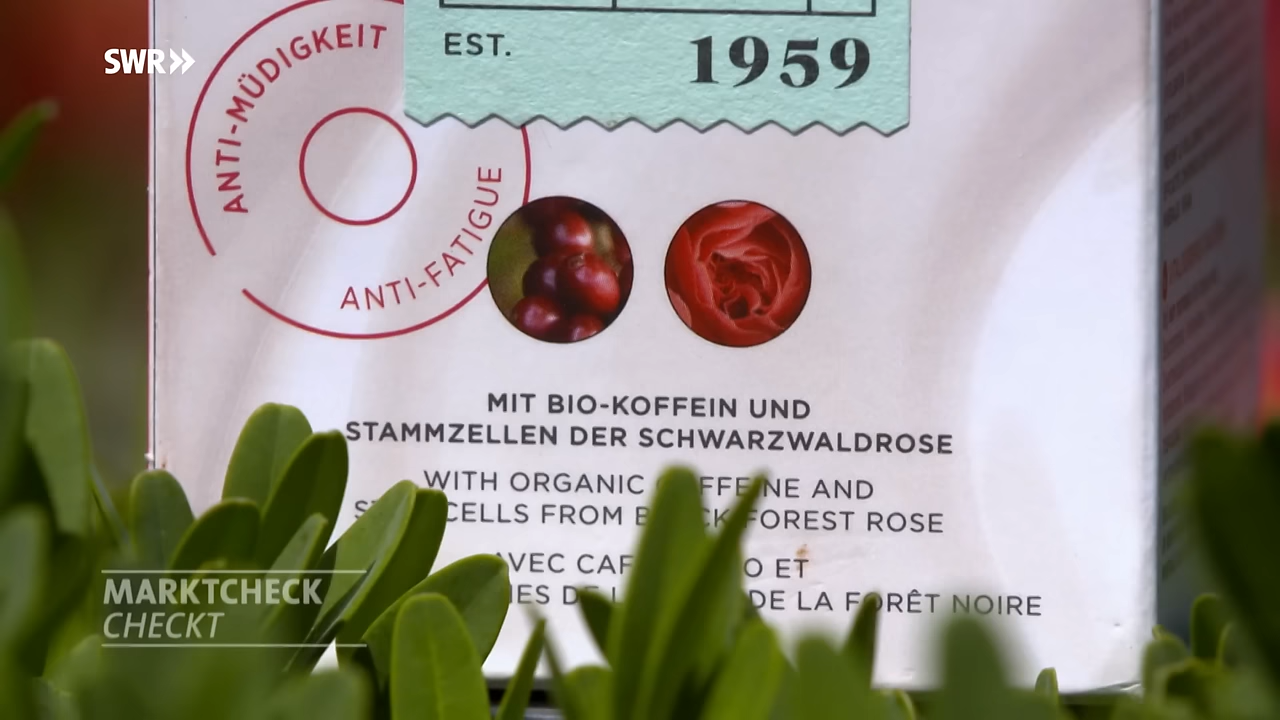 SWR
ANTI-MÜDIGKEIT
ANTI-FATIGUE
EST. 1959
MIT BIO-KOFFEIN UND
STAMMZELLEN DER SCHWARZWALDROSE
WITH ORGANIC AND
CELLS FROM FOREST ROSE
AVEC ET
DE LA FORÊT NOIRE
MARKTCHECK
CHECKT